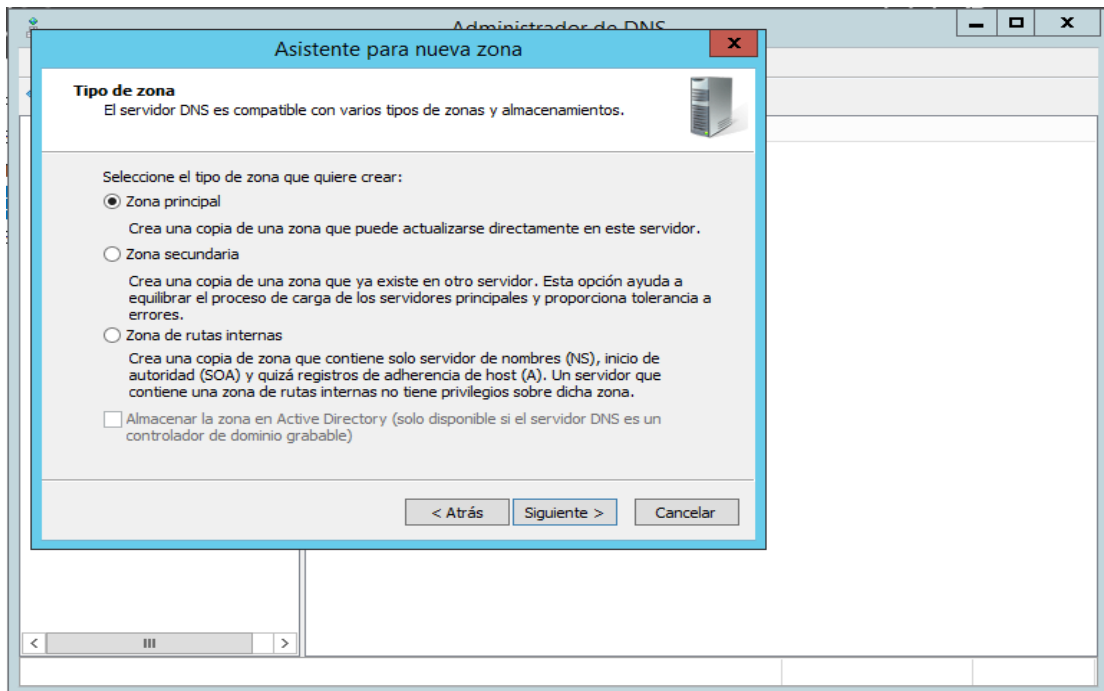 Administrador de DNS
Asistente para nueva zona
Tipo de zona
El servidor DNS es compatible con varios tipos de zonas y almacenamientos.
Seleccione el tipo de zona que quiere crear:
Zona principal
Crea una copia de una zona que puede actualizarse directamente en este servidor.
Zona secundaria
Crea una copia de una zona que ya existe en otro servidor. Esta opción ayuda a
equilibrar el proceso de carga de los servidores principales y proporciona tolerancia a
errores.
Zona de rutas internas
Crea una copia de zona que contiene solo servidor de nombres (NS), inicio de
autoridad (SOA) y quizá registros de adherencia de host (A). Un servidor que
contiene una zona de rutas internas no tiene privilegios sobre dicha zona.
Almacenar la zona en Active Directory (solo disponible si el servidor DNS es un
controlador de dominio grabable)
< Atrás
Siguiente >
Cancelar